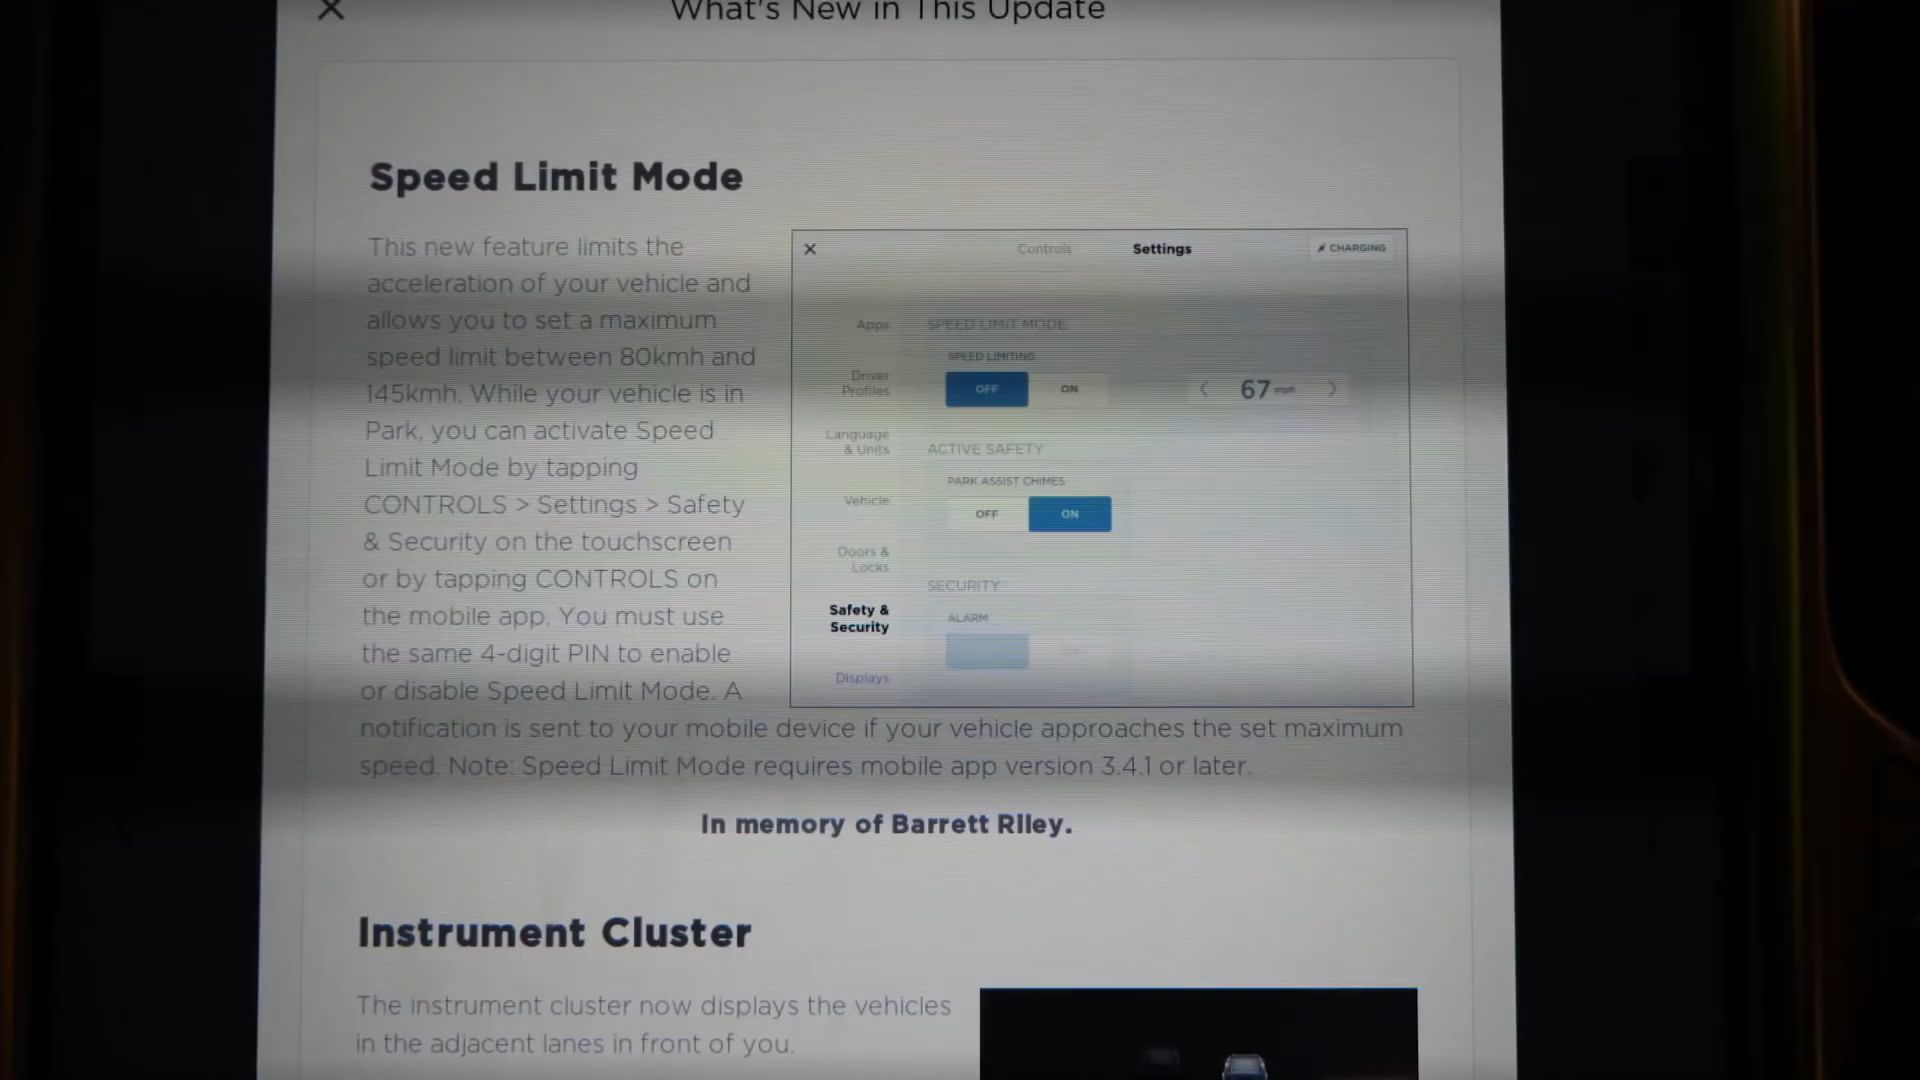 What's New in This Update
Speed Limit Mode
This new feature limits the
acceleration of your vehicle and
allows you to set a maximum
speed limit between 80kmh and
145kmh. While your vehicle is in
Park, you can activate Speed
Limit Mode by tapping
CONTROLS > Settings > Safety
& Security on the touchscreen
or by tapping CONTROLS on
the mobile app. You must use
the same 4-digit PIN to enable
or disable Speed Limit Mode. A
notification is sent to your mobile device if your vehicle approaches the set maximum
speed. Note: Speed Limit Mode requires mobile app version 3.4.1 or later.
Controls Settings CHARGING
Apps
Driver
Profiles
Language
& Units
Vehicle
Doors &
Locks
Safety &
Security
Displays
SPEED LIMIT MODE
SPEED LIMITING
OFF ON 67 mph
ACTIVE SAFETY
PARK ASSIST CHIMES
OFF ON
SECURITY
ALARM
In memory of Barrett RIley.
Instrument Cluster
The instrument cluster now displays the vehicles
in the adjacent lanes in front of you.